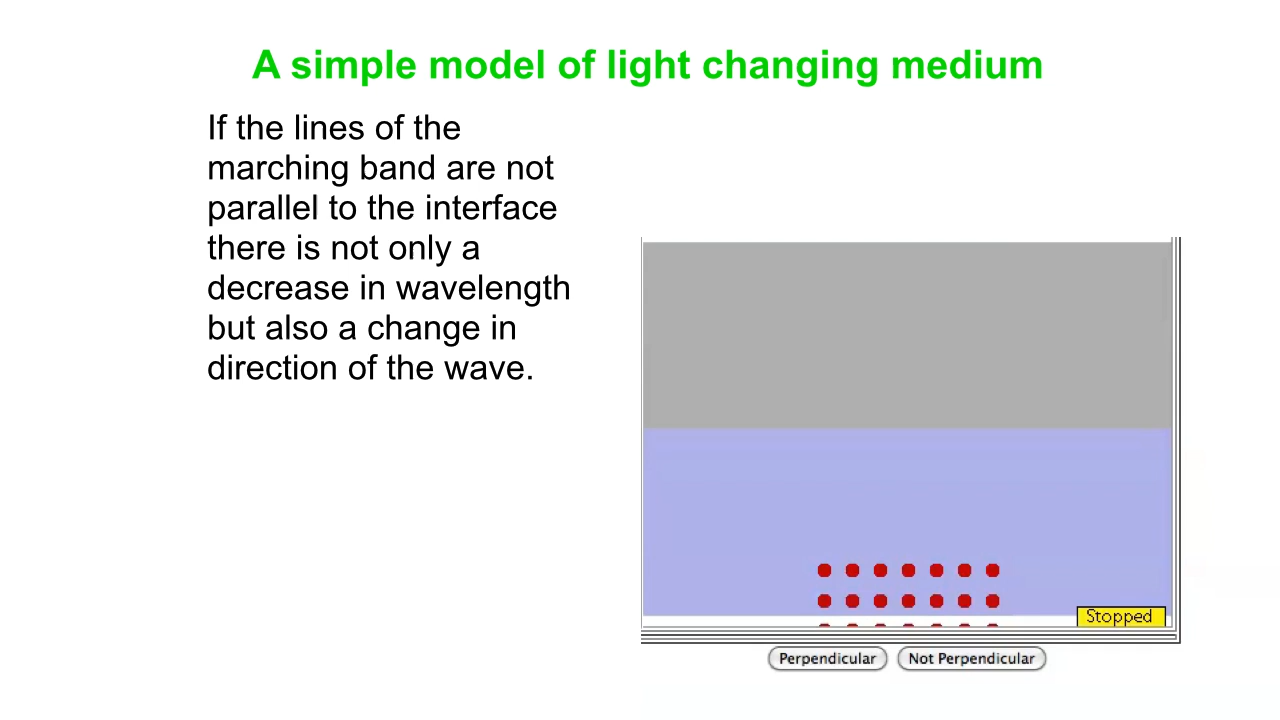 A simple model of light changing medium
If the lines of the
marching band are not
parallel to the interface
there is not only a
decrease in wavelength
but also a change in
direction of the wave.
Stopped
Perpendicular
Not Perpendicular